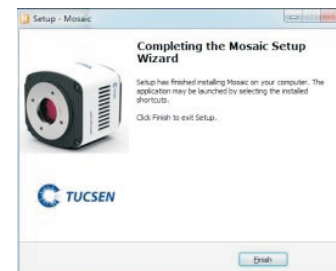 Setup - Mosaic
Completing the Mosaic Setup
Wizard
Setup has finished installing Mosaic on your computer. The
application may be launched by selecting the installed
shortcuts.
Click Finish to exit Setup.
TUCSEN
Finish